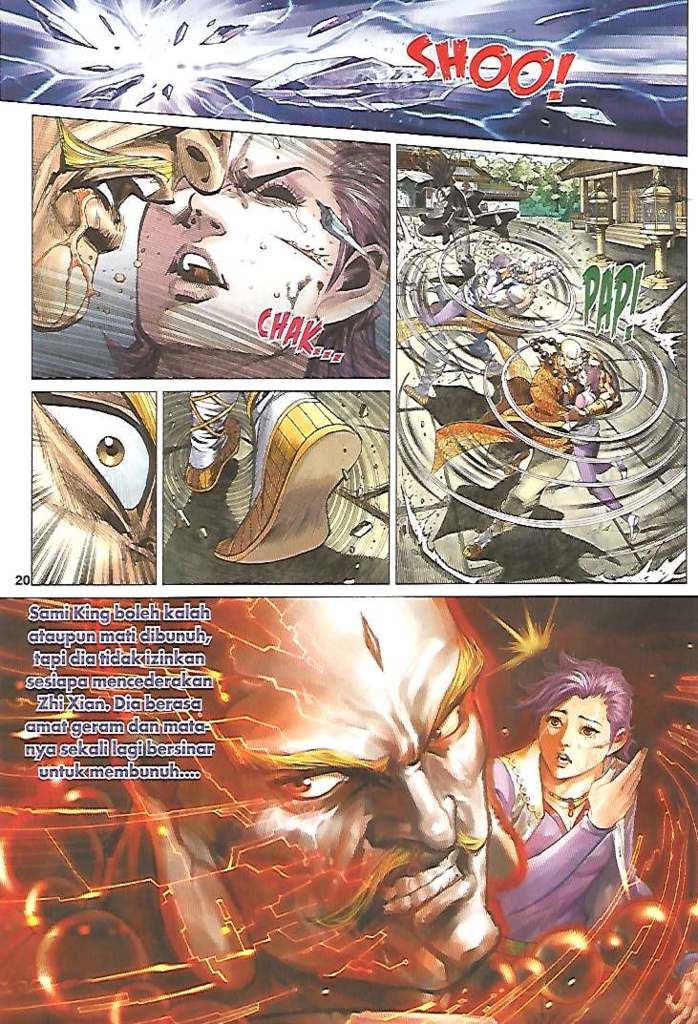 SHOO!
CHAK...
PAP!
20
Sami King boleh kalah
ataupun mati dibunuh,
tapi dia tidak izinkan
sesiapa mencederakan
Zhi Xian. Dia berasa
amat geram dan mata-
nya sekali lagi bersinar
untuk membunuh....